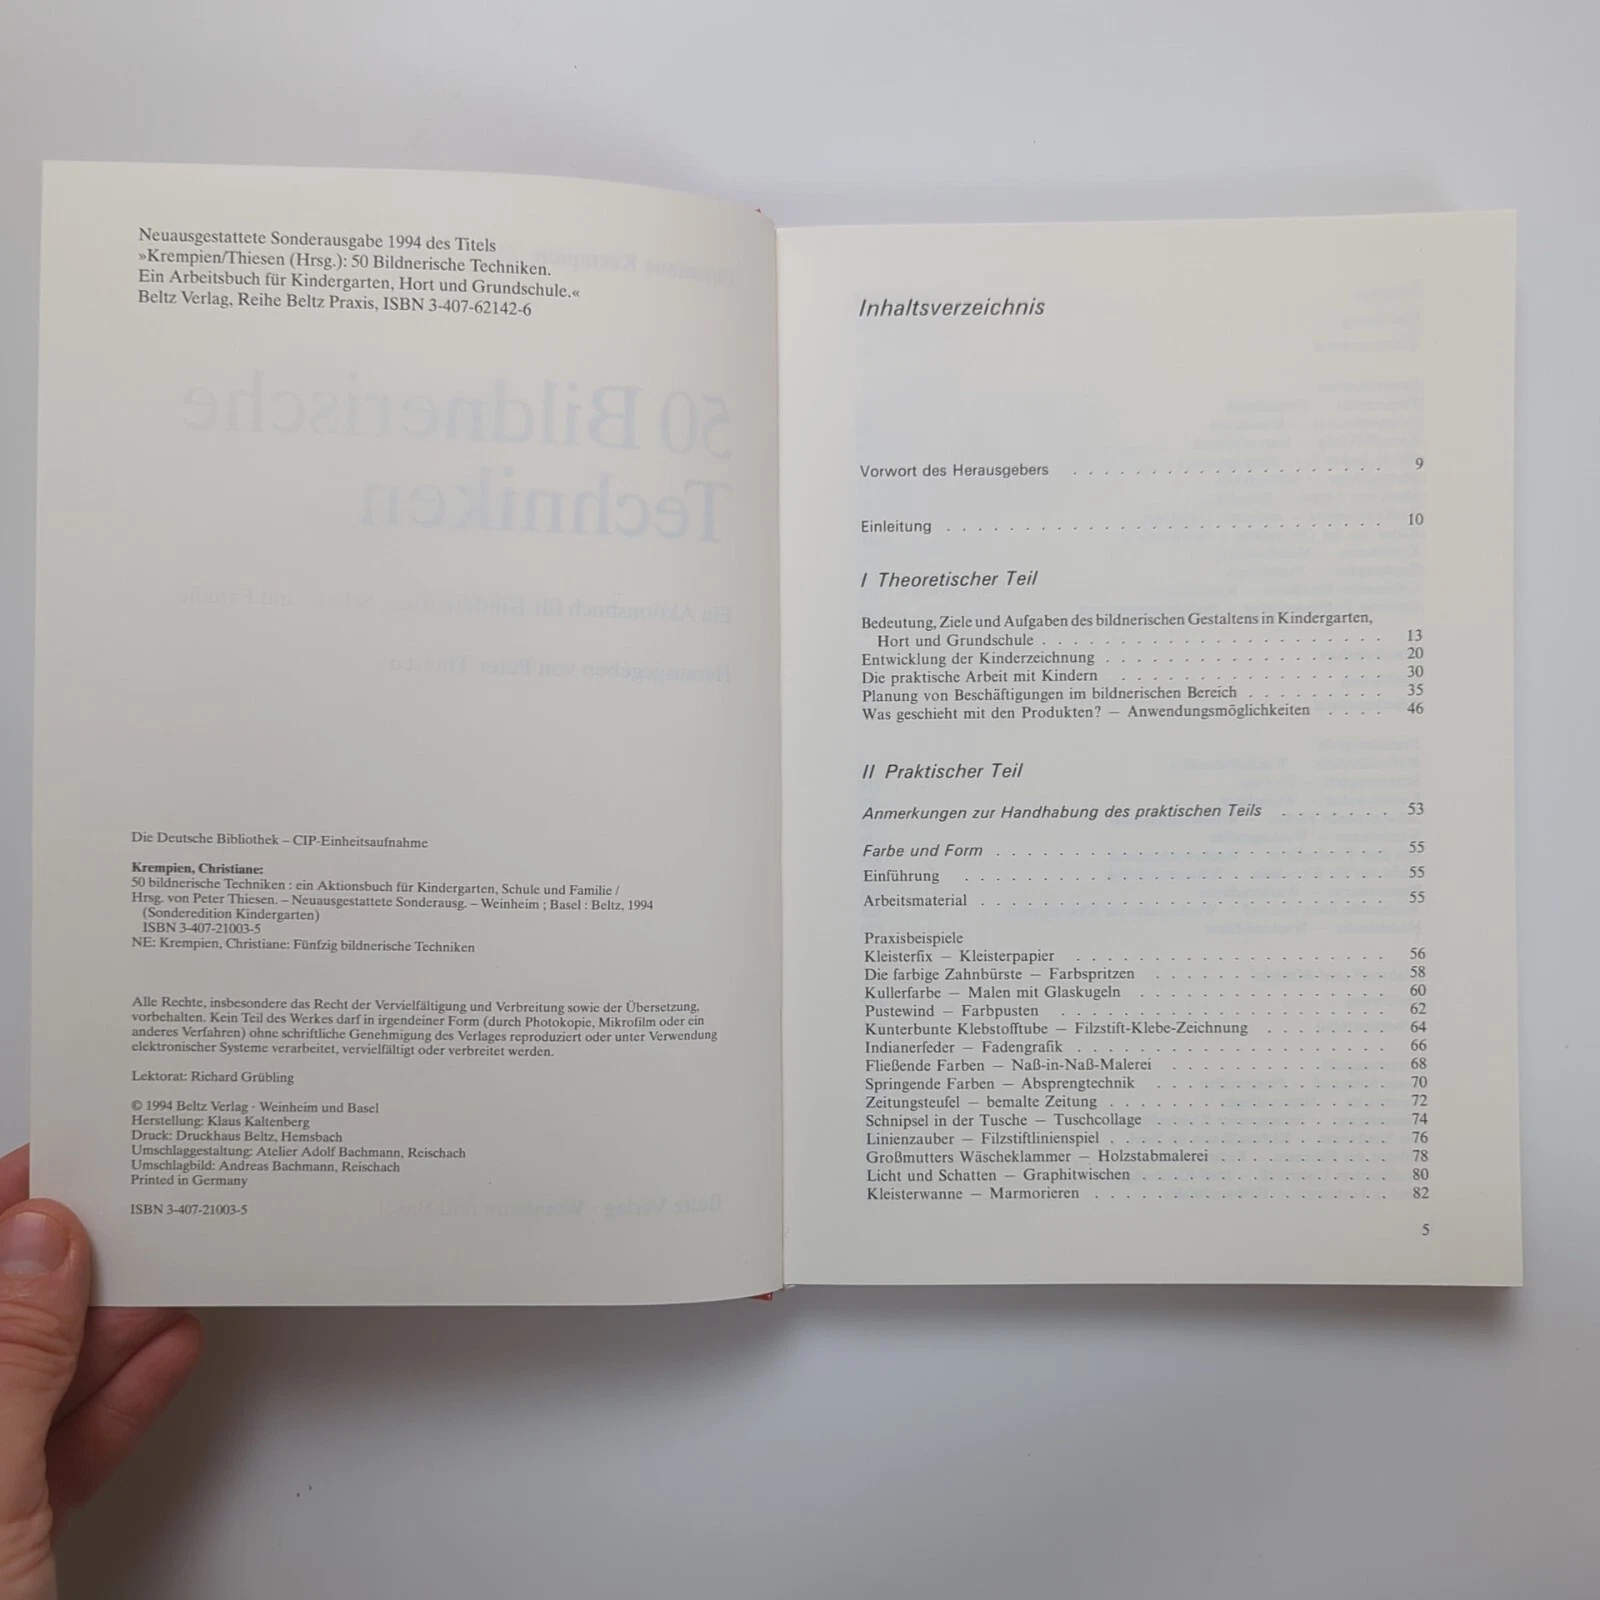 Neuausgestattete Sonderausgabe 1994 des Titels
»Krempien/Thiesen (Hrsg.): 50 Bildnerische Techniken.
Ein Arbeitsbuch für Kindergarten, Hort und Grundschule.«
Beltz Verlag, Reihe Beltz Praxis, ISBN 3-407-62142-6
Die Deutsche Bibliothek – CIP-Einheitsaufnahme
Krempien, Christiane:
50 bildnerische Techniken : ein Aktionsbuch für Kindergarten, Schule und Familie /
Hrsg. von Peter Thiesen. – Neuausgestattete Sonderausg. – Weinheim ; Basel : Beltz, 1994
(Sonderedition Kindergarten)
ISBN 3-407-21003-5
NE: Krempien, Christiane: Fünfzig bildnerische Techniken
Alle Rechte, insbesondere das Recht der Vervielfältigung und Verbreitung sowie der Übersetzung,
vorbehalten. Kein Teil des Werkes darf in irgendeiner Form (durch Photokopie, Mikrofilm oder ein
anderes Verfahren) ohne schriftliche Genehmigung des Verlages reproduziert oder unter Verwendung
elektronischer Systeme verarbeitet, vervielfältigt oder verbreitet werden.
Lektorat: Richard Grübling
© 1994 Beltz Verlag · Weinheim und Basel
Herstellung: Klaus Kaltenberg
Druck: Druckhaus Beltz, Hemsbach
Umschlaggestaltung: Atelier Adolf Bachmann, Reischach
Umschlagbild: Andreas Bachmann, Reischach
Printed in Germany
ISBN 3-407-21003-5
Inhaltsverzeichnis
Vorwort des Herausgebers . . . . . . . . . . . . . . . . . . . . 9
Einleitung . . . . . . . . . . . . . . . . . . . . . . . . . . . . 10
I Theoretischer Teil
Bedeutung, Ziele und Aufgaben des bildnerischen Gestaltens in Kindergarten,
Hort und Grundschule . . . . . . . . . . . . . . . . . . . . . . 13
Entwicklung der Kinderzeichnung . . . . . . . . . . . . . . . . . 20
Die praktische Arbeit mit Kindern . . . . . . . . . . . . . . . . . 30
Planung von Beschäftigungen im bildnerischen Bereich . . . . . . . . . 35
Was geschieht mit den Produkten? — Anwendungsmöglichkeiten . . . . 46
II Praktischer Teil
Anmerkungen zur Handhabung des praktischen Teils . . . . . . . 53
Farbe und Form . . . . . . . . . . . . . . . . . . . . . . . . 55
Einführung . . . . . . . . . . . . . . . . . . . . . . . . . . 55
Arbeitsmaterial . . . . . . . . . . . . . . . . . . . . . . . . . 55
Praxisbeispiele
Kleisterfix — Kleisterpapier . . . . . . . . . . . . . . . . . . . 56
Die farbige Zahnbürste — Farbspritzen . . . . . . . . . . . . . . 58
Kullerfarbe — Malen mit Glaskugeln . . . . . . . . . . . . . . . 60
Pustewind — Farbpusten . . . . . . . . . . . . . . . . . . . . 62
Kunterbunte Klebstofftube — Filzstift-Klebe-Zeichnung . . . . . . . 64
Indianerfeder — Fadengrafik . . . . . . . . . . . . . . . . . . . 66
Fließende Farben — Naß-in-Naß-Malerei . . . . . . . . . . . . . 68
Springende Farben — Absprengtechnik . . . . . . . . . . . . . . 70
Zeitungsteufel — bemalte Zeitung . . . . . . . . . . . . . . . . . 72
Schnipsel in der Tusche — Tuschcollage . . . . . . . . . . . . . . 74
Linienzauber — Filzstiftlinienspiel . . . . . . . . . . . . . . . . . 76
Großmutters Wäscheklammer — Holzstabmalerei . . . . . . . . . . 78
Licht und Schatten — Graphitwischen . . . . . . . . . . . . . . . 80
Kleisterwanne — Marmorieren . . . . . . . . . . . . . . . . . . 82
5